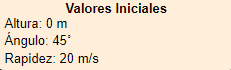 Valores Iniciales
Altura: 0 m
Ángulo: 45°
Rapidez: 20 m/s